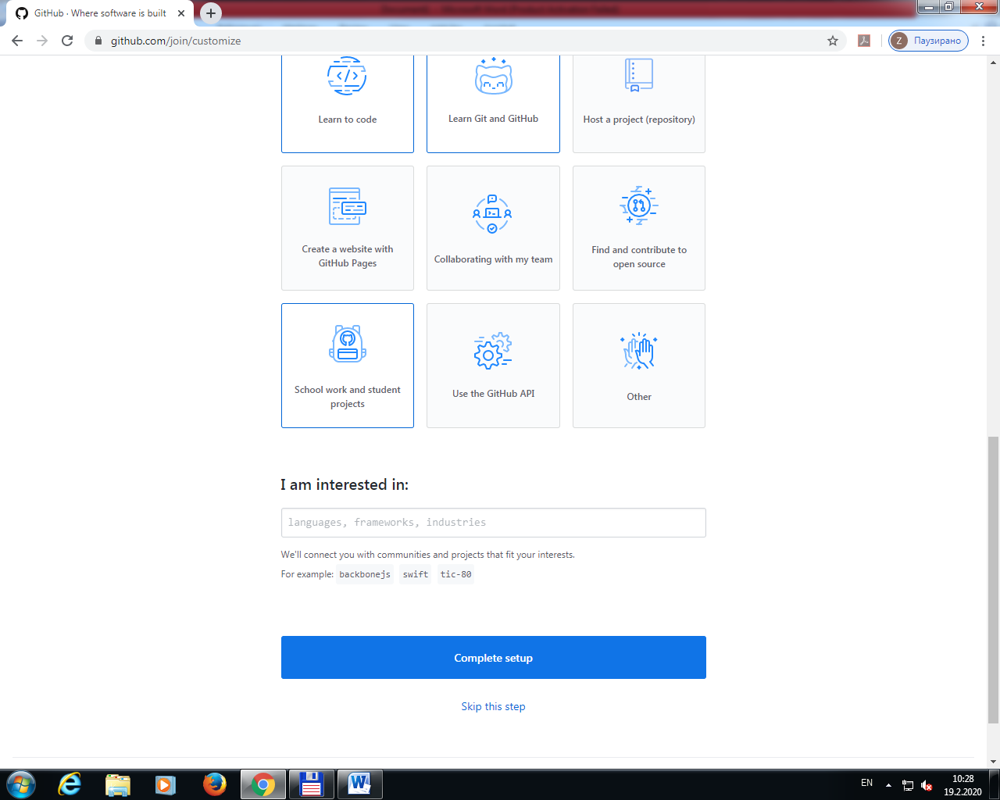 GitHub · Where software is built
github.com/join/customize
Z
Паузирано
Learn to code
Learn Git and GitHub
Host a project (repository)
Create a website with
GitHub Pages
Collaborating with my team
Find and contribute to
open source
School work and student
projects
Use the GitHub API
Other
I am interested in:
languages, frameworks, industries
We'll connect you with communities and projects that fit your interests.
For example: backbonejs swift tic-80
Complete setup
Skip this step
EN
10:28
19.2.2020